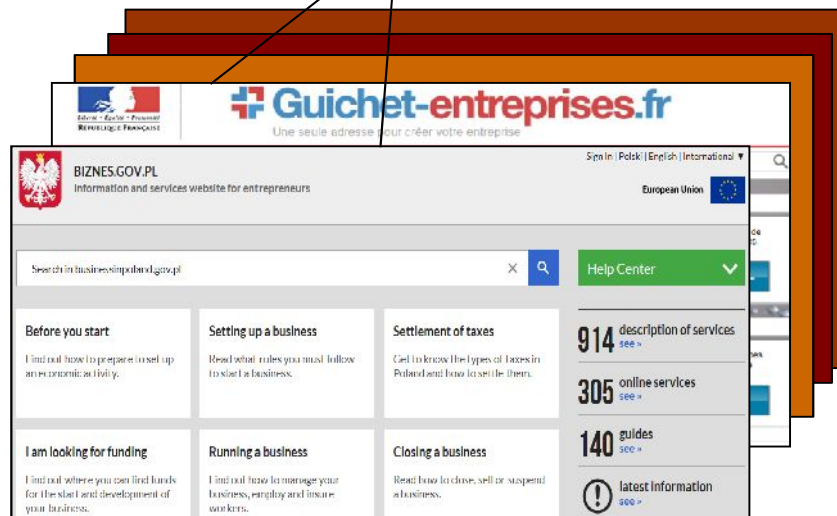 Liberté • Égalité • Fraternité
RÉPUBLIQUE FRANÇAISE
Guichet-entreprises.fr
Une seule adresse pour créer votre entreprise
BIZNES.GOV.PL
Information and services website for entrepreneurs
Sign in | Polski | English | International ▼
European Union
Search in businessinpoland.gov.pl
Help Center
Before you start
Find out how to prepare to set up
an economic activity.
Setting up a business
Read what rules you must follow
to start a business.
Settlement of taxes
Get to know the types of taxes in
Poland and how to settle them.
914 description of services
see »
305 online services
see »
140 guides
see »
latest information
see »
I am looking for funding
Find out where you can find funds
for the start and development of
your business.
Running a business
Find out how to manage your
business, employ and insure
workers.
Closing a business
Read how to close, sell or suspend
a business.